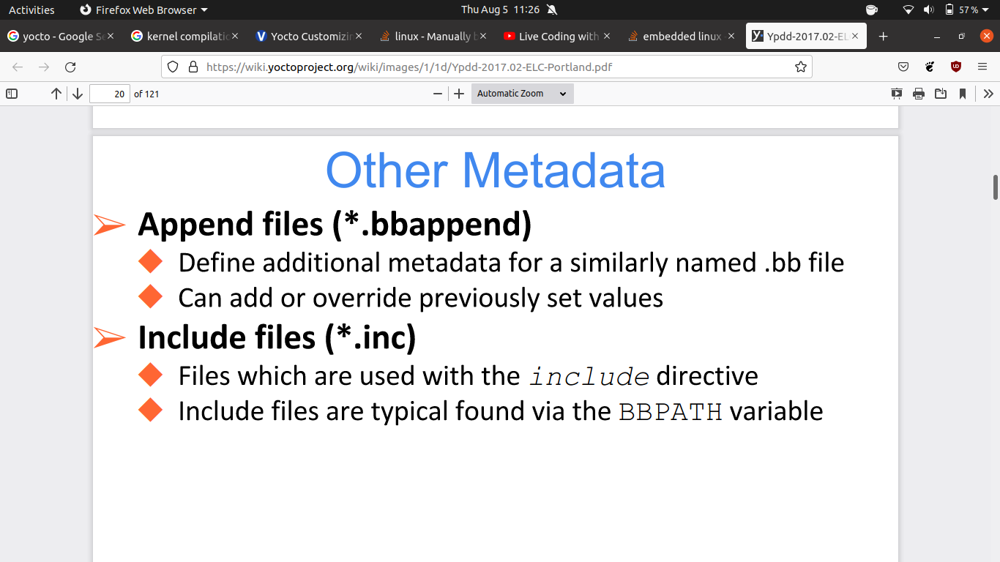 Activities Firefox Web Browser Thu Aug 5 11:26 57 %
yocto - Google Se kernel compilatio Yocto Customizin linux - Manually b Live Coding with embedded linux - Ypdd-2017.02-EL
https://wiki.yoctoproject.org/wiki/images/1/1d/Ypdd-2017.02-ELC-Portland.pdf
20 of 121 Automatic Zoom
Other Metadata
Append files (*.bbappend)
Define additional metadata for a similarly named .bb file
Can add or override previously set values
Include files (*.inc)
Files which are used with the include directive
Include files are typical found via the BBPATH variable